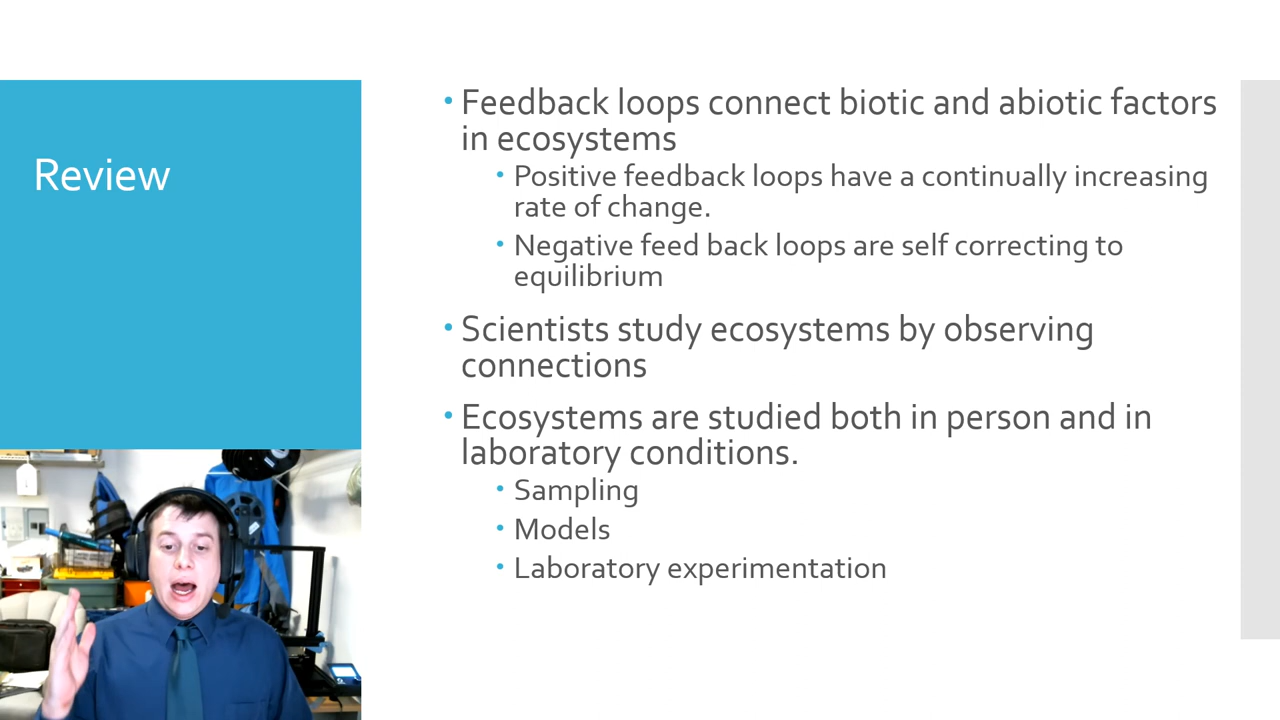 Review
• Feedback loops connect biotic and abiotic factors
in ecosystems
• Positive feedback loops have a continually increasing
rate of change.
• Negative feed back loops are self correcting to
equilibrium
• Scientists study ecosystems by observing
connections
• Ecosystems are studied both in person and in
laboratory conditions.
• Sampling
• Models
• Laboratory experimentation